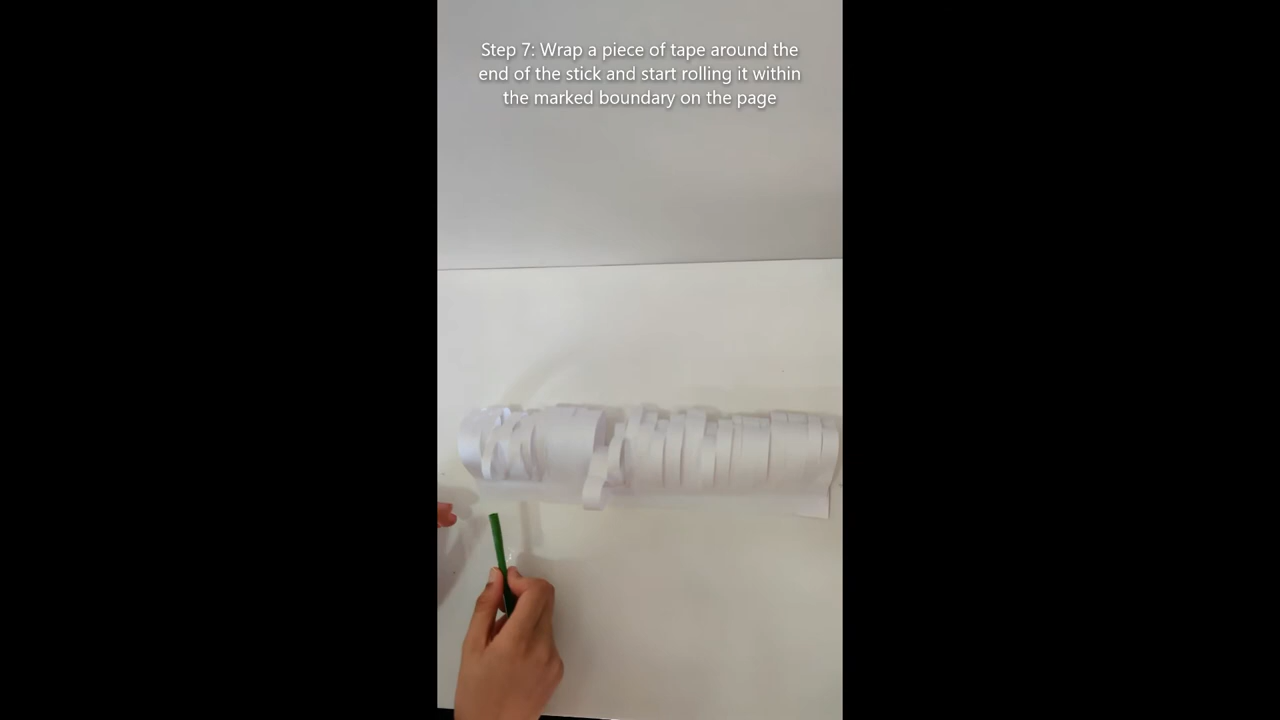 Step 7: Wrap a piece of tape around the
end of the stick and start rolling it within
the marked boundary on the page